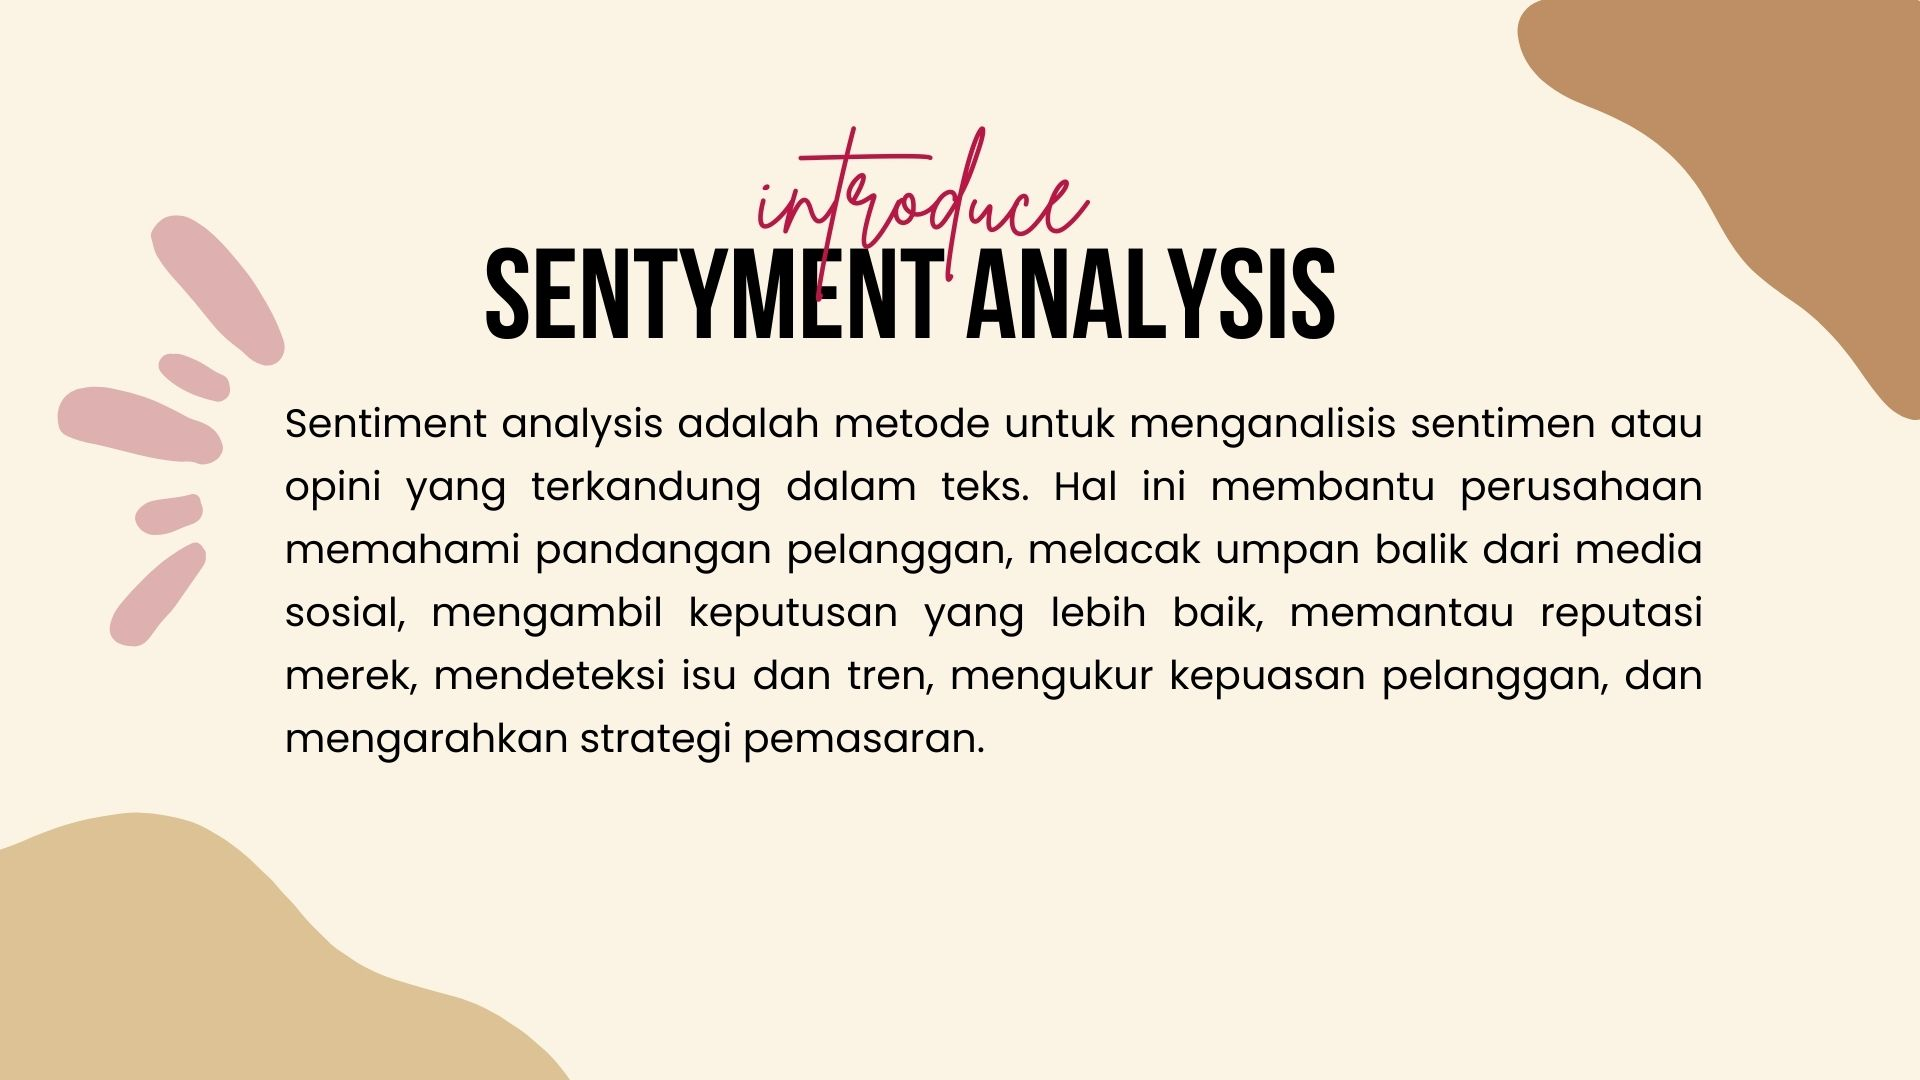 introduce
SENTYMENT ANALYSIS
Sentiment analysis adalah metode untuk menganalisis sentimen atau
opini yang terkandung dalam teks. Hal ini membantu perusahaan
memahami pandangan pelanggan, melacak umpan balik dari media
sosial, mengambil keputusan yang lebih baik, memantau reputasi
merek, mendeteksi isu dan tren, mengukur kepuasan pelanggan, dan
mengarahkan strategi pemasaran.